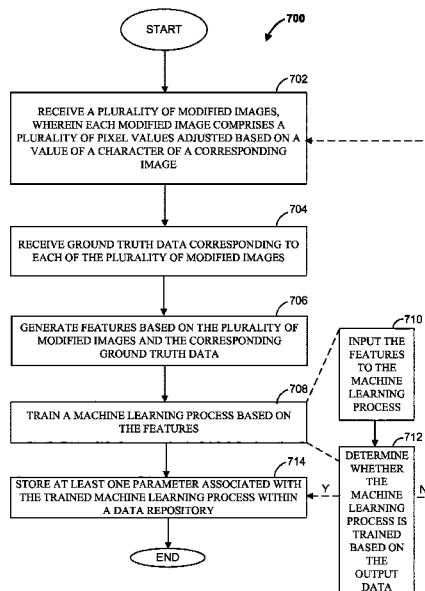 START
700
702
RECEIVE A PLURALITY OF MODIFIED IMAGES,
WHEREIN EACH MODIFIED IMAGE COMPRISES A
PLURALITY OF PIXEL VALUES ADJUSTED BASED ON A
VALUE OF A CHARACTER OF A CORRESPONDING
IMAGE
704
RECEIVE GROUND TRUTH DATA CORRESPONDING TO
EACH OF THE PLURALITY OF MODIFIED IMAGES
706
GENERATE FEATURES BASED ON THE PLURALITY OF
MODIFIED IMAGES AND THE CORRESPONDING
GROUND TRUTH DATA
708
TRAIN A MACHINE LEARNING PROCESS BASED ON
THE FEATURES
710
INPUT THE
FEATURES
TO THE
MACHINE
LEARNING
PROCESS
712
DETERMINE
WHETHER
THE
MACHINE
LEARNING
PROCESS IS
TRAINED
BASED ON
THE
OUTPUT
DATA
Y
N
714
STORE AT LEAST ONE PARAMETER ASSOCIATED WITH
THE TRAINED MACHINE LEARNING PROCESS WITHIN
A DATA REPOSITORY
END